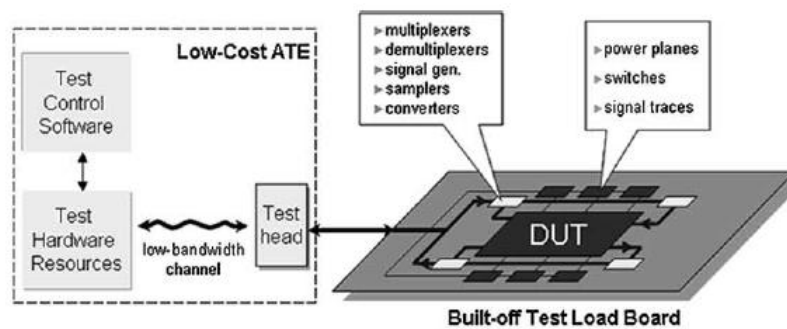 Low-Cost ATE
Test
Control
Software
Test
Hardware
Resources
low-bandwidth
channel
Test
head
multiplexers
demultiplexers
signal gen.
samplers
converters
power planes
switches
signal traces
DUT
Built-off Test Load Board